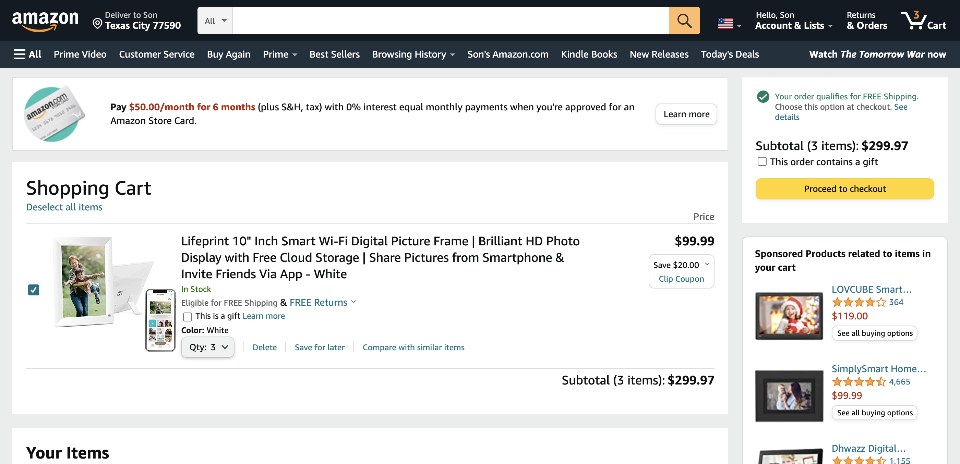 amazon
Deliver to Son
Texas City 77590
All
Hello, Son
Account & Lists
Returns
& Orders
3
Cart
All
Prime Video
Customer Service
Buy Again
Prime
Best Sellers
Browsing History
Son's Amazon.com
Kindle Books
New Releases
Today's Deals
Watch The Tomorrow War now
amazon.com
Pay $50.00/month for 6 months (plus S&H, tax) with 0% interest equal monthly payments when you're approved for an
Amazon Store Card.
Learn more
Shopping Cart
Deselect all items
Price
Lifeprint 10" Inch Smart Wi-Fi Digital Picture Frame | Brilliant HD Photo
Display with Free Cloud Storage | Share Pictures from Smartphone &
Invite Friends Via App - White
$99.99
Save $20.00
Clip Coupon
In Stock
Eligible for FREE Shipping & FREE Returns
This is a gift Learn more
Color: White
Qty: 3
Delete
Save for later
Compare with similar items
Subtotal (3 items): $299.97
Your Items
Your order qualifies for FREE Shipping.
Choose this option at checkout. See
details
Subtotal (3 items): $299.97
This order contains a gift
Proceed to checkout
Sponsored Products related to items in
your cart
LOVCUBE Smart...
364
$119.00
See all buying options
SimplySmart Home...
4,665
$99.99
See all buying options
Dhwazz Digital...
1,155